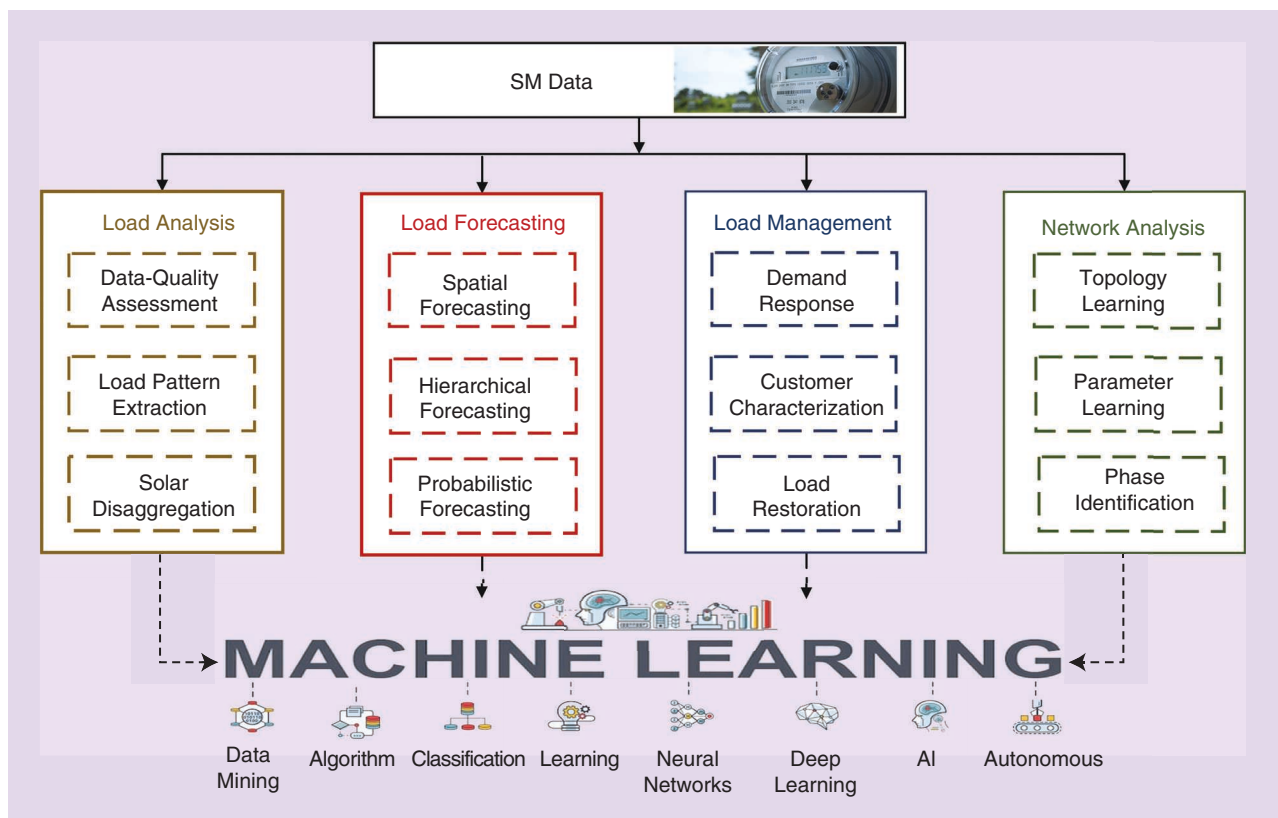 SM Data
Load Analysis
Data-Quality
Assessment
Load Pattern
Extraction
Solar
Disaggregation
Load Forecasting
Spatial
Forecasting
Hierarchical
Forecasting
Probabilistic
Forecasting
Load Management
Demand
Response
Customer
Characterization
Load
Restoration
Network Analysis
Topology
Learning
Parameter
Learning
Phase
Identification
MACHINE LEARNING
Data
Mining
Algorithm
Classification
Learning
Neural
Networks
Deep
Learning
AI
Autonomous